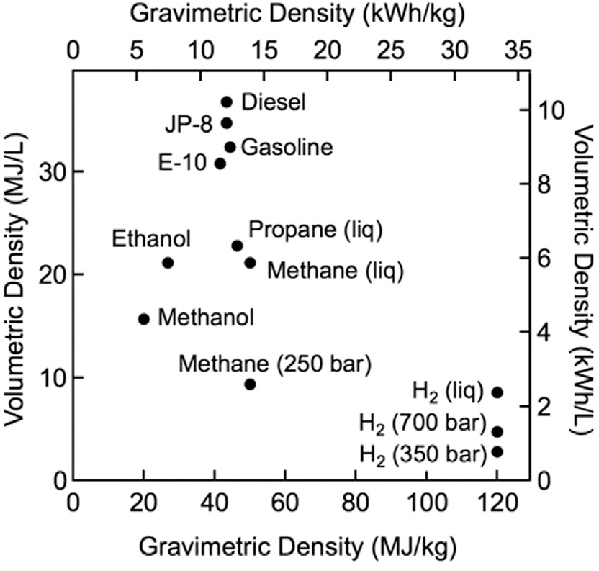 Gravimetric Density (kWh/kg)
0 5 10 15 20 25 30 35
Diesel
JP-8
Gasoline
E-10
Ethanol
Propane (liq)
Methane (liq)
Methanol
Methane (250 bar)
H2 (liq)
H2 (700 bar)
H2 (350 bar)
Volumetric Density (MJ/L)
30
20
10
0
Volumetric Density (kWh/L)
10
8
6
4
2
0
0 20 40 60 80 100 120
Gravimetric Density (MJ/kg)